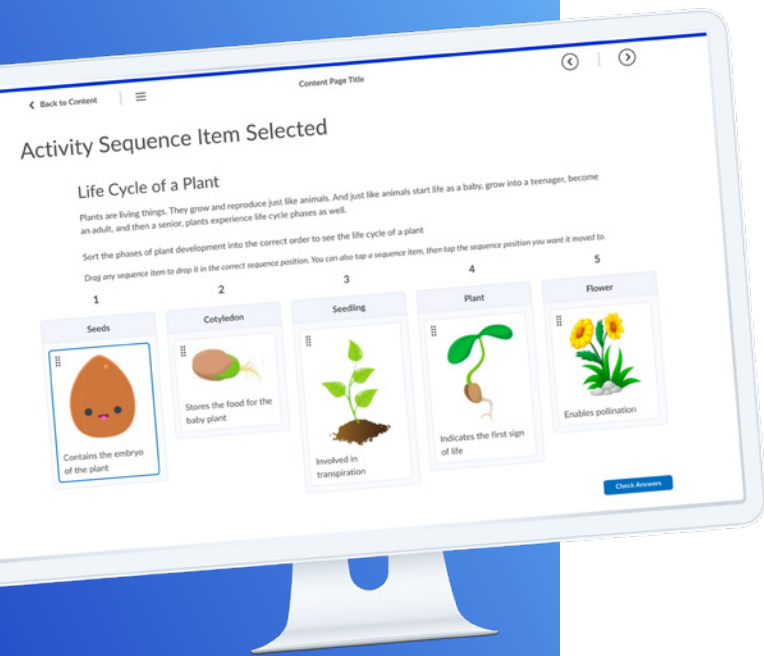 Back to Content
Content Page Title
Activity Sequence Item Selected
Life Cycle of a Plant
Plants are living things. They grow and reproduce just like animals. And just like animals start life as a baby, grow into a teenager, become
an adult, and then a senior, plants experience life cycle phases as well.
Sort the phases of plant development into the correct order to see the life cycle of a plant
Drag any sequence item to drop it in the correct sequence position. You can also tap a sequence item, then tap the sequence position you want it moved to.
1
2
3
4
5
Seeds
Cotyledon
Seedling
Plant
Flower
Contains the embryo
of the plant
Stores the food for the
baby plant
Involved in
transpiration
Indicates the first sign
of life
Enables pollination
Check Answers